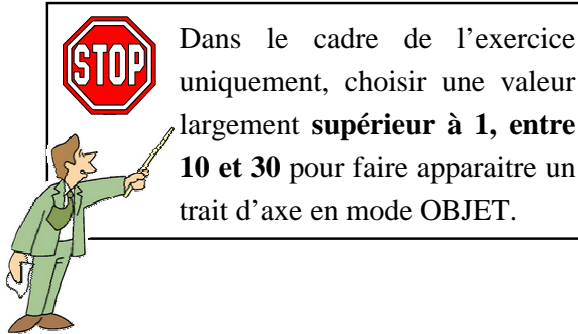 STOP
Dans le cadre de l’exercice
uniquement, choisir une valeur
largement supérieur à 1, entre
10 et 30 pour faire apparaitre un
trait d’axe en mode OBJET.